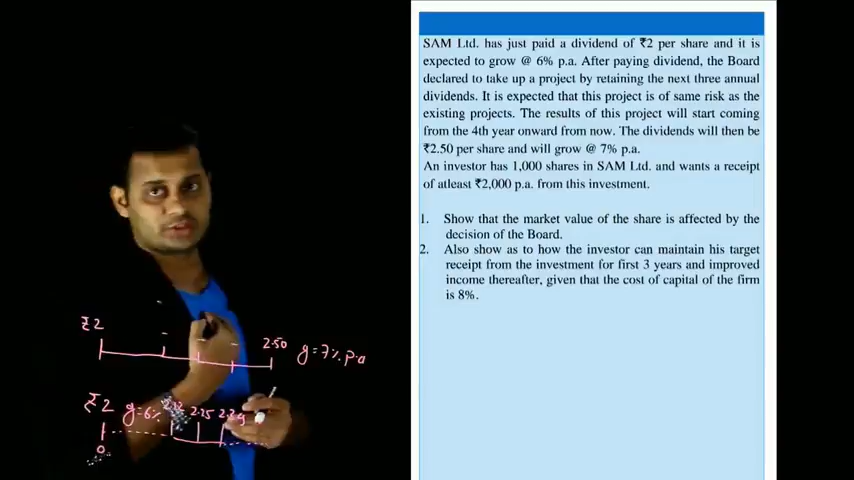 SAM Ltd. has just paid a dividend of ₹2 per share and it is
expected to grow @ 6% p.a. After paying dividend, the Board
declared to take up a project by retaining the next three annual
dividends. It is expected that this project is of same risk as the
existing projects. The results of this project will start coming
from the 4th year onward from now. The dividends will then be
₹2.50 per share and will grow @ 7% p.a.
An investor has 1,000 shares in SAM Ltd. and wants a receipt
of atleast ₹2,000 p.a. from this investment.
1. Show that the market value of the share is affected by the
decision of the Board.
2. Also show as to how the investor can maintain his target
receipt from the investment for first 3 years and improved
income thereafter, given that the cost of capital of the firm
is 8%.
₹2 2.50 g=7% p.a
₹2 g=6% 2.25
0